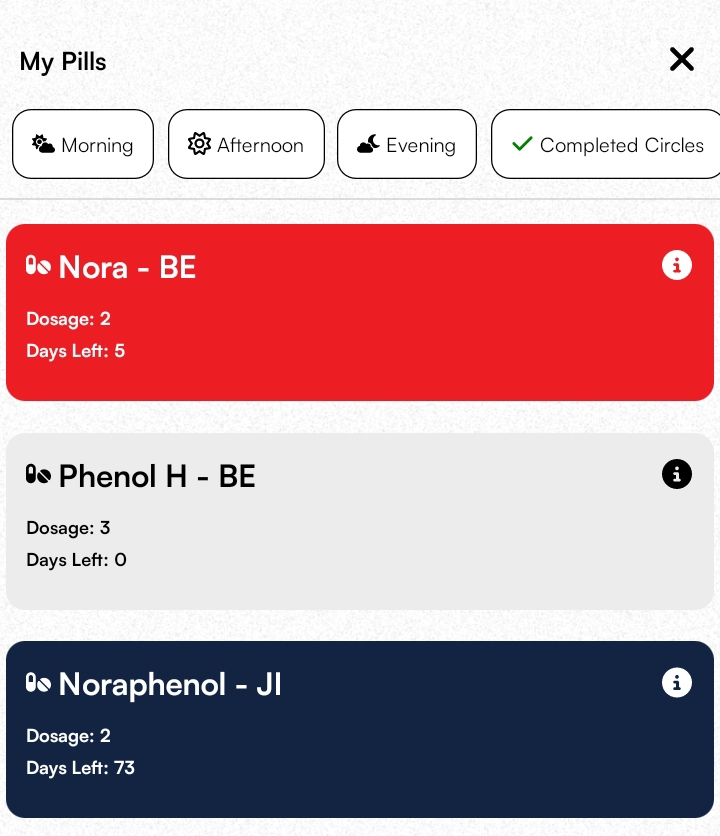 My Pills
Morning
Afternoon
Evening
Completed Circles
Nora - BE
Dosage: 2
Days Left: 5
Phenol H - BE
Dosage: 3
Days Left: 0
Noraphenol - JI
Dosage: 2
Days Left: 73